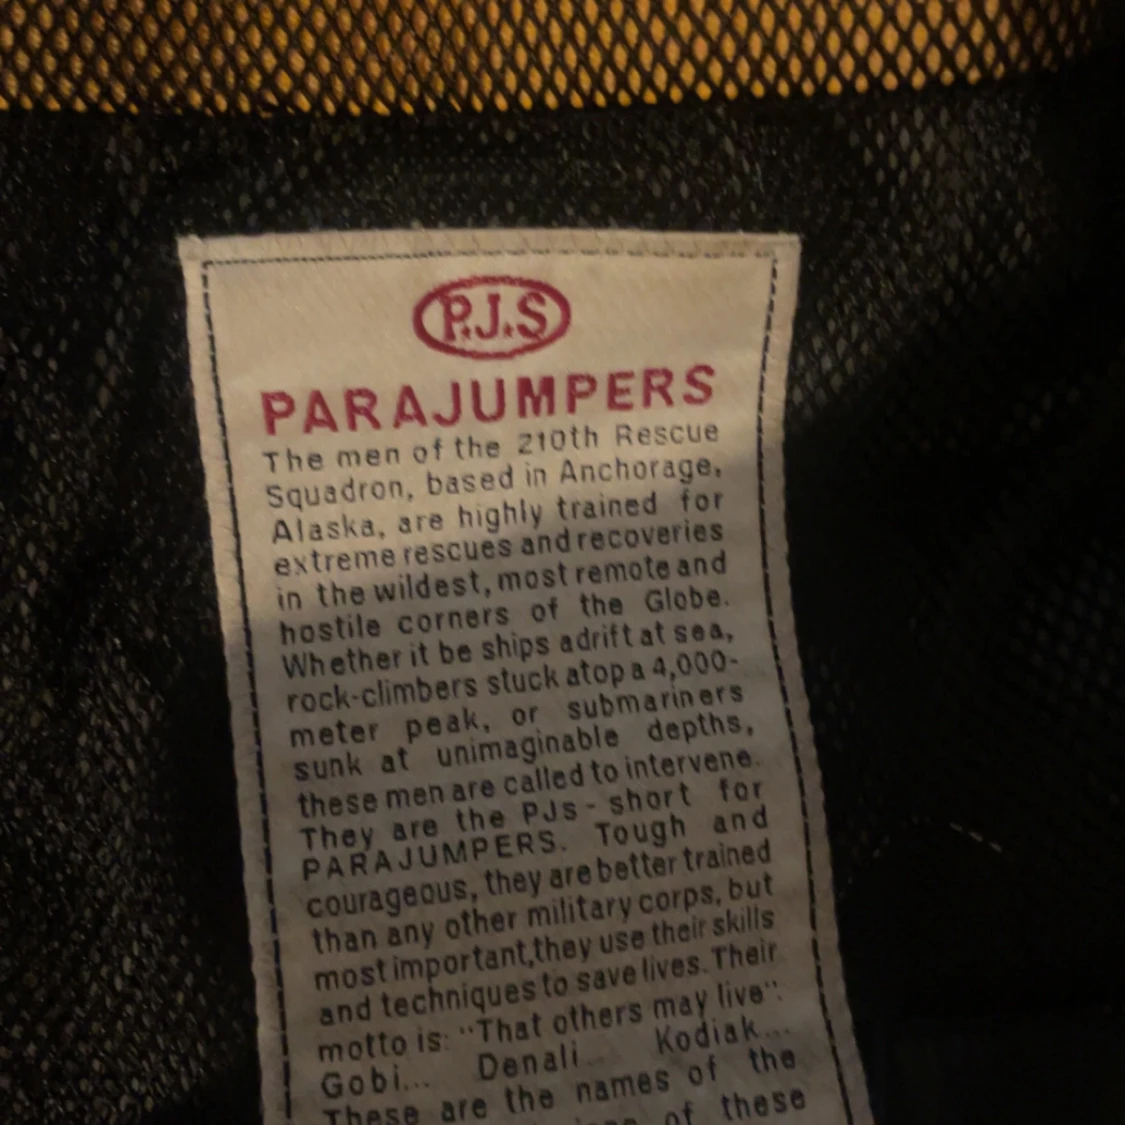 P.J.S
PARAJUMPERS
The men of the 210th Rescue
Squadron, based in Anchorage,
Alaska, are highly trained for
extreme rescues and recoveries
in the wildest, most remote and
hostile corners of the Globe.
Whether it be ships adrift at sea,
rock-climbers stuck atop a 4,000-
meter peak, or submariners
sunk at unimaginable depths,
these men are called to intervene.
They are the PJs - short for
PARAJUMPERS. Tough and
courageous, they are better trained
than any other military corps, but
most important,they use their skills
and techniques to save lives. Their
motto is: "That others may live".
Gobi... Denali... Kodiak...
These are the names of the
of these